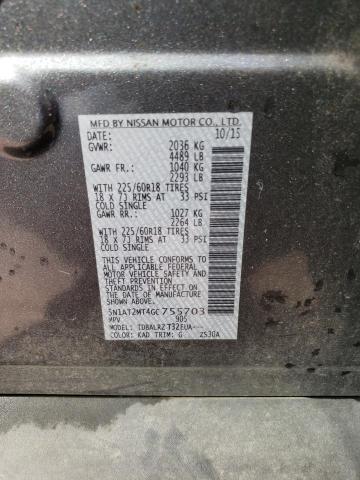 MFD BY NISSAN MOTOR CO., LTD.
DATE: 10/15
GVWR: 2036 KG
4489 LB
GAWR FR.: 1040 KG
2293 LB
WITH 225/60R18 TIRES
18 X 7J RIMS AT 33 PSI
COLD SINGLE
GAWR RR.: 1027 KG
2264 LB
WITH 225/60R18 TIRES
18 X 7J RIMS AT 33 PSI
COLD SINGLE
THIS VEHICLE CONFORMS TO
ALL APPLICABLE FEDERAL
MOTOR VEHICLE SAFETY AND
THEFT PREVENTION
STANDARDS IN EFFECT ON
THE DATE OF MANUFACTURE
SHOWN ABOVE.
5N1AT2MT4GC755703
MPV 905
MODEL: TDBALRZT32EUA----
COLOR: KAD TRIM: G 2530A